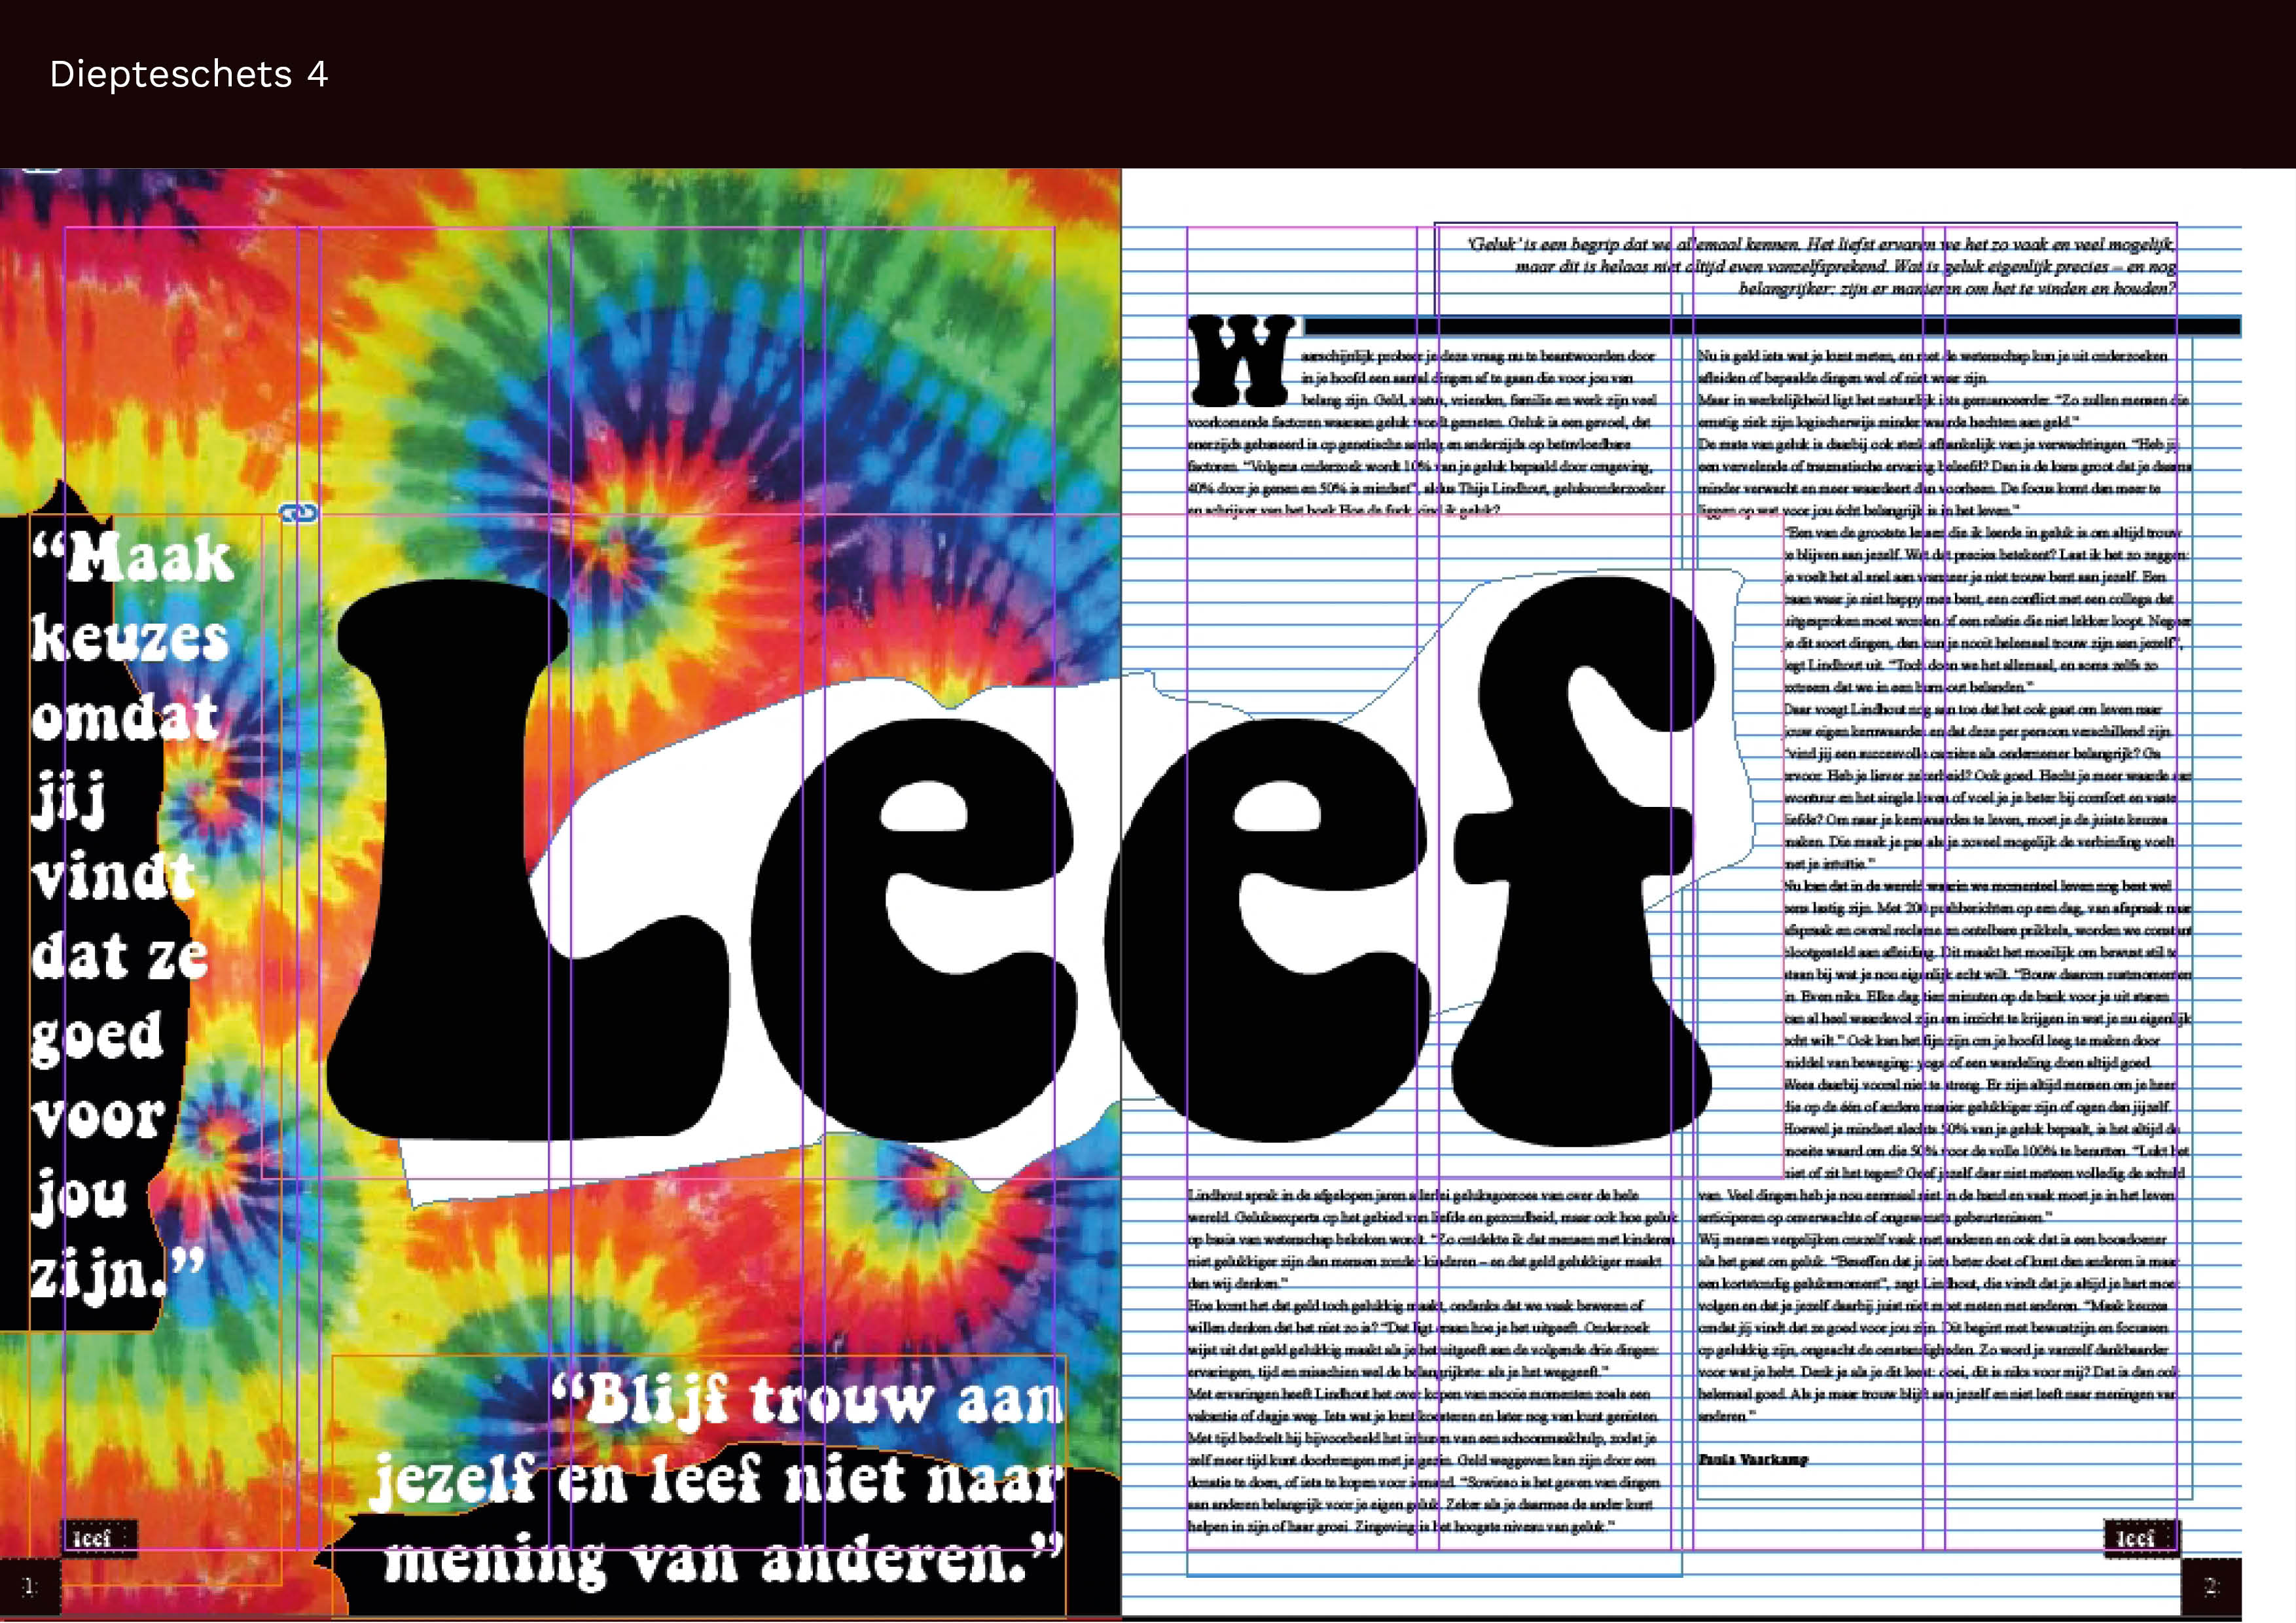 Diepteschets 4
“Maak
keuzes
omdat
jij
vindt
dat ze
goed
voor
jou
zijn.”
Leef
“Blijf trouw aan
jezelf en leef niet naar
mening van anderen.”
leef
1
‘Geluk’ is een begrip dat we allemaal kennen. Het liefst ervaren we het zo vaak en veel mogelijk,
maar dit is helaas niet altijd even vanzelfsprekend. Wat is geluk eigenlijk precies – en nog
belangrijker: zijn er manieren om het te vinden en houden?
W
aarschijnlijk probeer je deze vraag nu te beantwoorden door
in je hoofd een aantal dingen af te gaan die voor jou van
belang zijn. Geld, status, vrienden, familie en werk zijn veel
voorkomende factoren waaraan geluk wordt gemeten. Geluk is een gevoel, dat
enerzijds gebaseerd is op genetische aanleg en anderzijds op beïnvloedbare
factoren. “Volgens onderzoek wordt 10% van je geluk bepaald door omgeving,
40% door je genen en 50% is mindset”, aldus Thijs Lindhout, geluksonderzoeker
en schrijver van het boek Hoe de fuck vind ik geluk?
Lindhout sprak in de afgelopen jaren allerlei geluksgoeroes van over de hele
wereld. Geluksexperts op het gebied van liefde en gezondheid, maar ook hoe geluk
op basis van wetenschap bekeken wordt. “Zo ontdekte ik dat mensen met kinderen
niet gelukkiger zijn dan mensen zonder kinderen – en dat geld gelukkiger maakt
dan wij denken.”
Hoe komt het dat geld toch gelukkig maakt, ondanks dat we vaak beweren of
willen denken dat het niet zo is? “Dat ligt eraan hoe je het uitgeeft. Onderzoek
wijst uit dat geld gelukkig maakt als je het uitgeeft aan de volgende drie dingen:
ervaringen, tijd en misschien wel de belangrijkste: als je het weggeeft.”
Met ervaringen heeft Lindhout het over kopen van mooie momenten zoals een
vakantie of dagje weg. Iets wat je kunt koesteren en later nog van kunt genieten.
Met tijd bedoelt hij bijvoorbeeld het inhuren van een schoonmaakhulp, zodat je
zelf meer tijd kunt doorbrengen met je gezin. Geld weggeven kan zijn door een
donatie te doen, of iets te kopen voor iemand. “Sowieso is het geven van dingen
aan anderen belangrijk voor je eigen geluk. Zeker als je daarmee de ander kunt
helpen in zijn of haar groei. Zingeving is het hoogste niveau van geluk.”
Nu is geld iets wat je kunt meten, en met de wetenschap kun je uit onderzoeken
afleiden of bepaalde dingen wel of niet waar zijn.
Maar in werkelijkheid ligt het natuurlijk iets genuanceerder. “Zo zullen mensen die
ernstig ziek zijn logischerwijs minder waarde hechten aan geld.”
De mate van geluk is daarbij ook sterk afhankelijk van je verwachtingen. “Heb jij
een vervelende of traumatische ervaring beleefd? Dan is de kans groot dat je daarna
minder verwacht en meer waardeert dan voorheen. De focus komt dan meer te
liggen op wat voor jou écht belangrijk is in het leven.”
“Een van de grootste lessen die ik leerde in geluk is om altijd trouw
te blijven aan jezelf. Wat dat precies betekent? Laat ik het zo zeggen:
je voelt het al snel aan wanneer je niet trouw bent aan jezelf. Een
baan waar je niet happy mee bent, een conflict met een collega dat
uitgesproken moet worden of een relatie die niet lekker loopt. Negeer
je dit soort dingen, dan kun je nooit helemaal trouw zijn aan jezelf”,
legt Lindhout uit. “Toch doen we het allemaal, en soms zelfs zo
extreem dat we in een burn-out belanden.”
Daar voegt Lindhout nog aan toe dat het ook gaat om leven naar
jouw eigen kernwaardes en dat deze per persoon verschillend zijn.
“vind jij een succesvolle carrière als ondernemer belangrijk? Ga
ervoor. Heb je liever zekerheid? Ook goed. Hecht je meer waarde aan
avontuur en het single leven of voel je je beter bij comfort en vaste
liefde? Om naar je kernwaardes te leven, moet je de juiste keuzes
maken. Die maak je pas als je zoveel mogelijk de verbinding voelt
met je intuïtie.”
Nu kan dat in de wereld waarin we momenteel leven nog best wel
eens lastig zijn. Met 200 pushberichten op een dag, van afspraak naar
afspraak en overal reclame en ontelbare prikkels, worden we constant
blootgesteld aan afleiding. Dit maakt het moeilijk om bewust stil te
staan bij wat je nou eigenlijk echt wilt. “Bouw daarom rustmomenten
in. Even niks. Elke dag tien minuten op de bank voor je uit staren
kan al heel waardevol zijn om inzicht te krijgen in wat je nu eigenlijk
echt wilt.” Ook kan het fijn zijn om je hoofd leeg te maken door
middel van beweging: yoga of een wandeling doen altijd goed.
Wees daarbij vooral niet te streng. Er zijn altijd mensen om je heen
die op de één of andere manier gelukkiger zijn of ogen dan jijzelf.
Hoewel je mindset slechts 50% van je geluk bepaalt, is het altijd de
moeite waard om die 50% voor de volle 100% te benutten. “Lukt het
niet of zit het tegen? Geef jezelf daar niet meteen volledig de schuld
van. Veel dingen heb je nou eenmaal niet in de hand en vaak moet je in het leven
anticiperen op onverwachte of ongewenste gebeurtenissen.”
Wij mensen vergelijken onszelf vaak met anderen en ook dat is een boosdoener
als het gaat om geluk. “Beseffen dat je iets beter doet of kunt dan anderen is maar
een kortstondig geluksmoment”, zegt Lindhout, die vindt dat je altijd je hart moet
volgen en dat je jezelf daarbij juist niet moet meten met anderen. “Maak keuzes
omdat jij vindt dat ze goed voor jou zijn. Dit begint met bewustzijn en focussen
op gelukkig zijn, ongeacht de omstandigheden. Zo word je vanzelf dankbaarder
voor wat je hebt. Denk je als je dit leest: doei, dit is niks voor mij? Dat is dan ook
helemaal goed. Als je maar trouw blijft aan jezelf en niet leeft naar meningen van
anderen.”
Paula Vaarkamp
leef
2